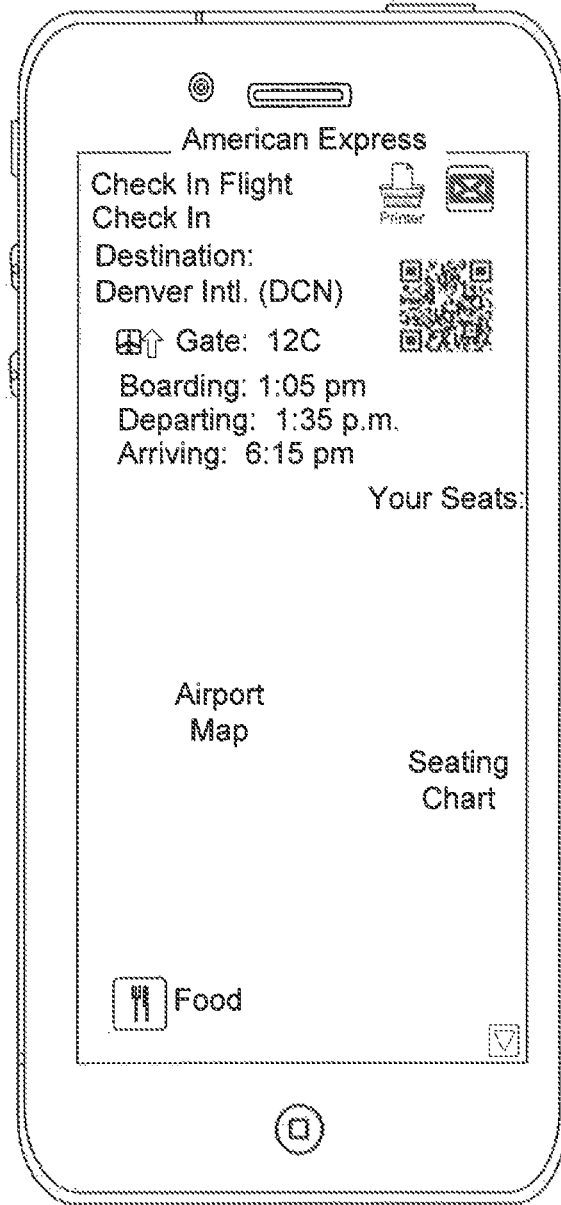 American Express
Check In Flight
Printer
Check In
Destination:
Denver Intl. (DCN)
Gate: 12C
Boarding: 1:05 pm
Departing: 1:35 p.m.
Arriving: 6:15 pm
Your Seats:
Airport
Map
Seating
Chart
Food